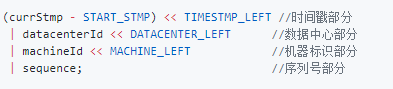 (currStmp - START_STMP) << TIMESTMP_LEFT //时间戳部分
| datacenterId << DATACENTER_LEFT //数据中心部分
| machineId << MACHINE_LEFT //机器标识部分
| sequence; //序列号部分